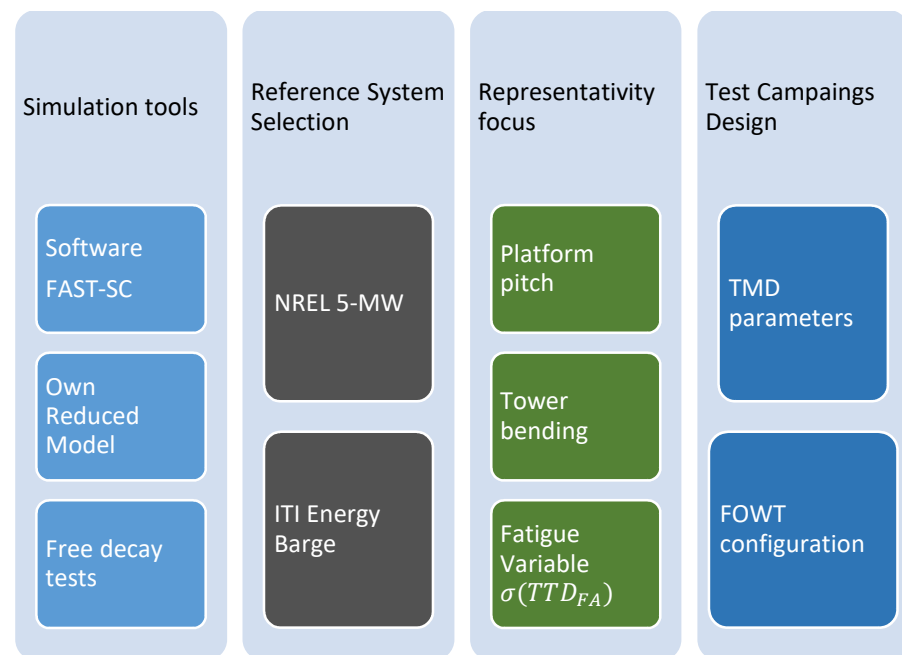 Simulation tools
Software
FAST-SC
Own
Reduced
Model
Free decay
tests
Reference System
Selection
NREL 5-MW
ITI Energy
Barge
Representativity
focus
Platform
pitch
Tower
bending
Fatigue
Variable
σ(TTD_FA)
Test Campaings
Design
TMD
parameters
FOWT
configuration